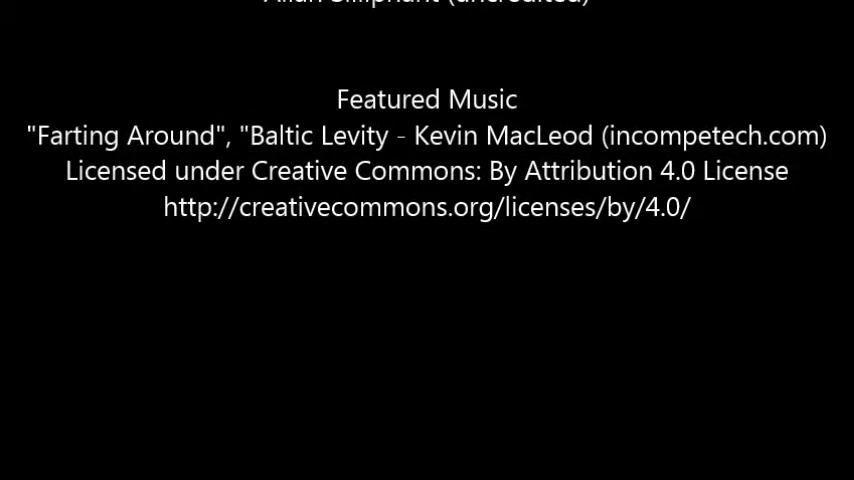 (uncredited)
Featured Music
"Farting Around", "Baltic Levity - Kevin MacLeod (incompetech.com)
Licensed under Creative Commons: By Attribution 4.0 License
http://creativecommons.org/licenses/by/4.0/